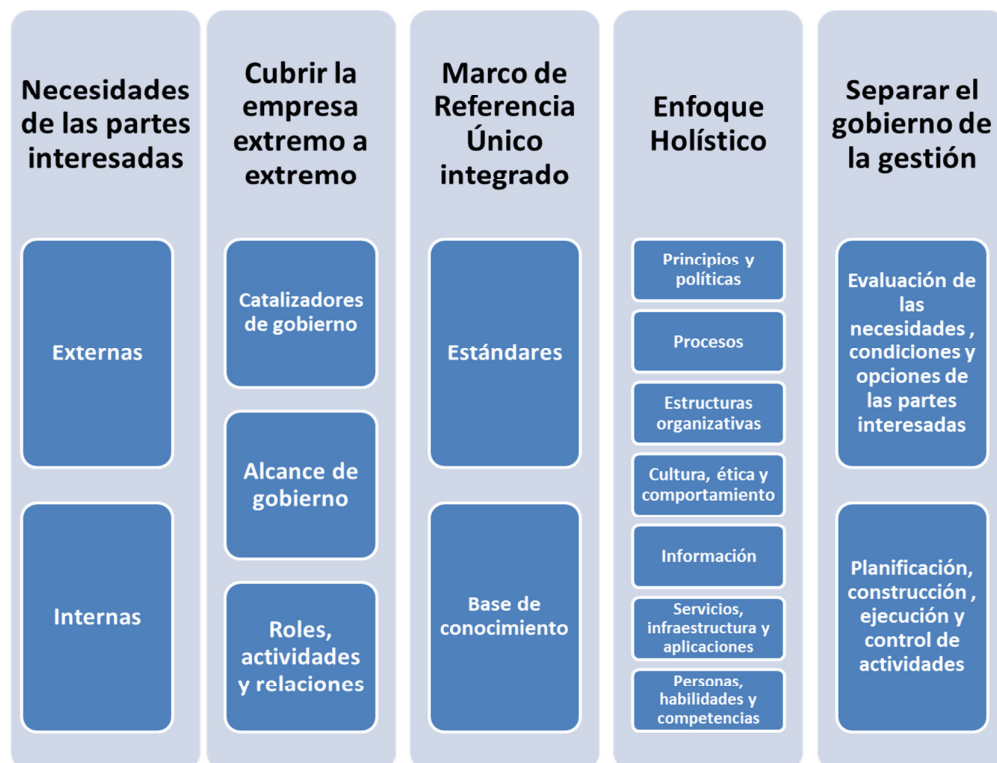 Necesidades
de las partes
interesadas
Externas
Internas
Cubrir la
empresa
extremo a
extremo
Catalizadores
de gobierno
Alcance de
gobierno
Roles,
actividades
y relaciones
Marco de
Referencia
Único
integrado
Estándares
Base de
conocimiento
Enfoque
Holístico
Principios y
políticas
Procesos
Estructuras
organizativas
Cultura, ética y
comportamiento
Información
Servicios,
infraestructura y
aplicaciones
Personas,
habilidades y
competencias
Separar el
gobierno de
la gestión
Evaluación de
las
necesidades ,
condiciones y
opciones de
las partes
interesadas
Planificación,
construcción ,
ejecución y
control de
actividades